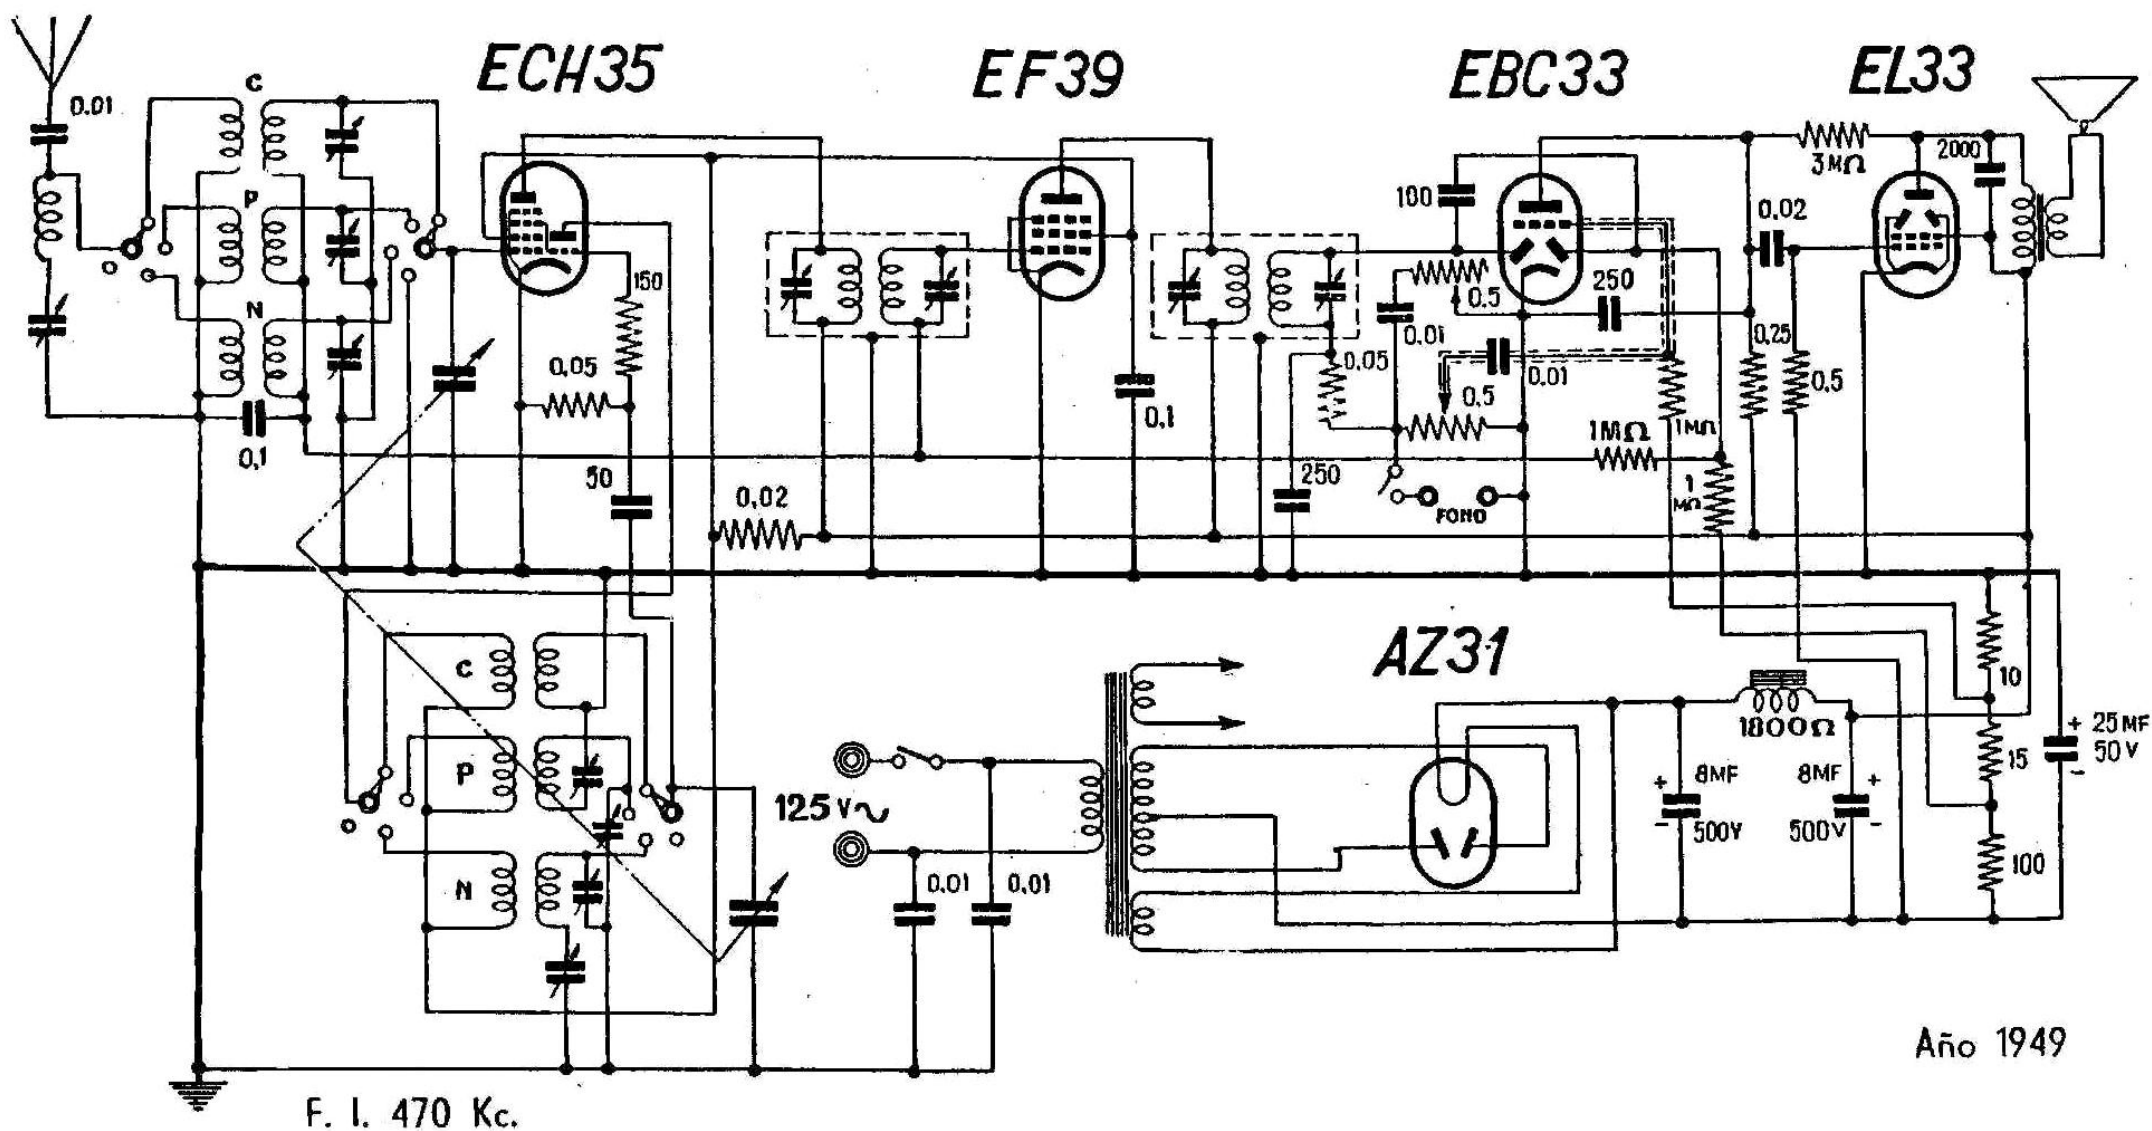 ECH35
EF39
EBC33
EL33
0.01
C
P
N
0,1
150
0,05
50
0,02
0,1
100
0.5
0.01
250
0,05
0.01
0.5
250
FONO
1MΩ
1MΩ
1
MΩ
3MΩ
2000
0.02
0.25
0.5
C
P
N
125V~
0.01
0.01
AZ31
1800Ω
+
8MF
-
500V
8MF
+
500V
-
10
15
100
+ 25MF
50V
-
Año 1949
F. I. 470 Kc.